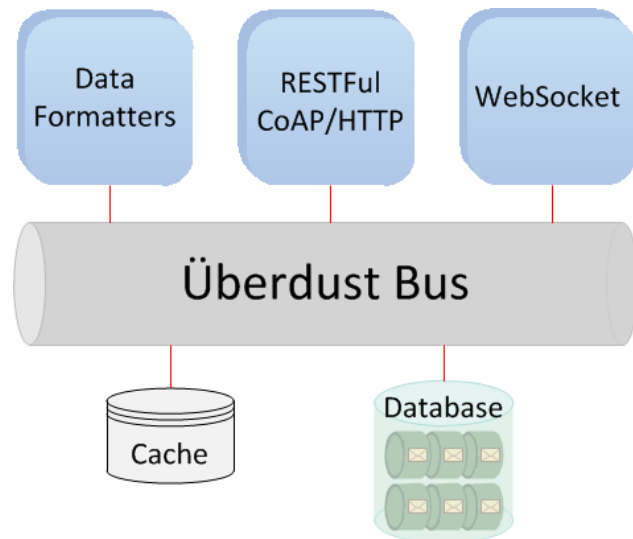 Data
Formatters
RESTFul
CoAP/HTTP
WebSocket
Überdust Bus
Cache
Database